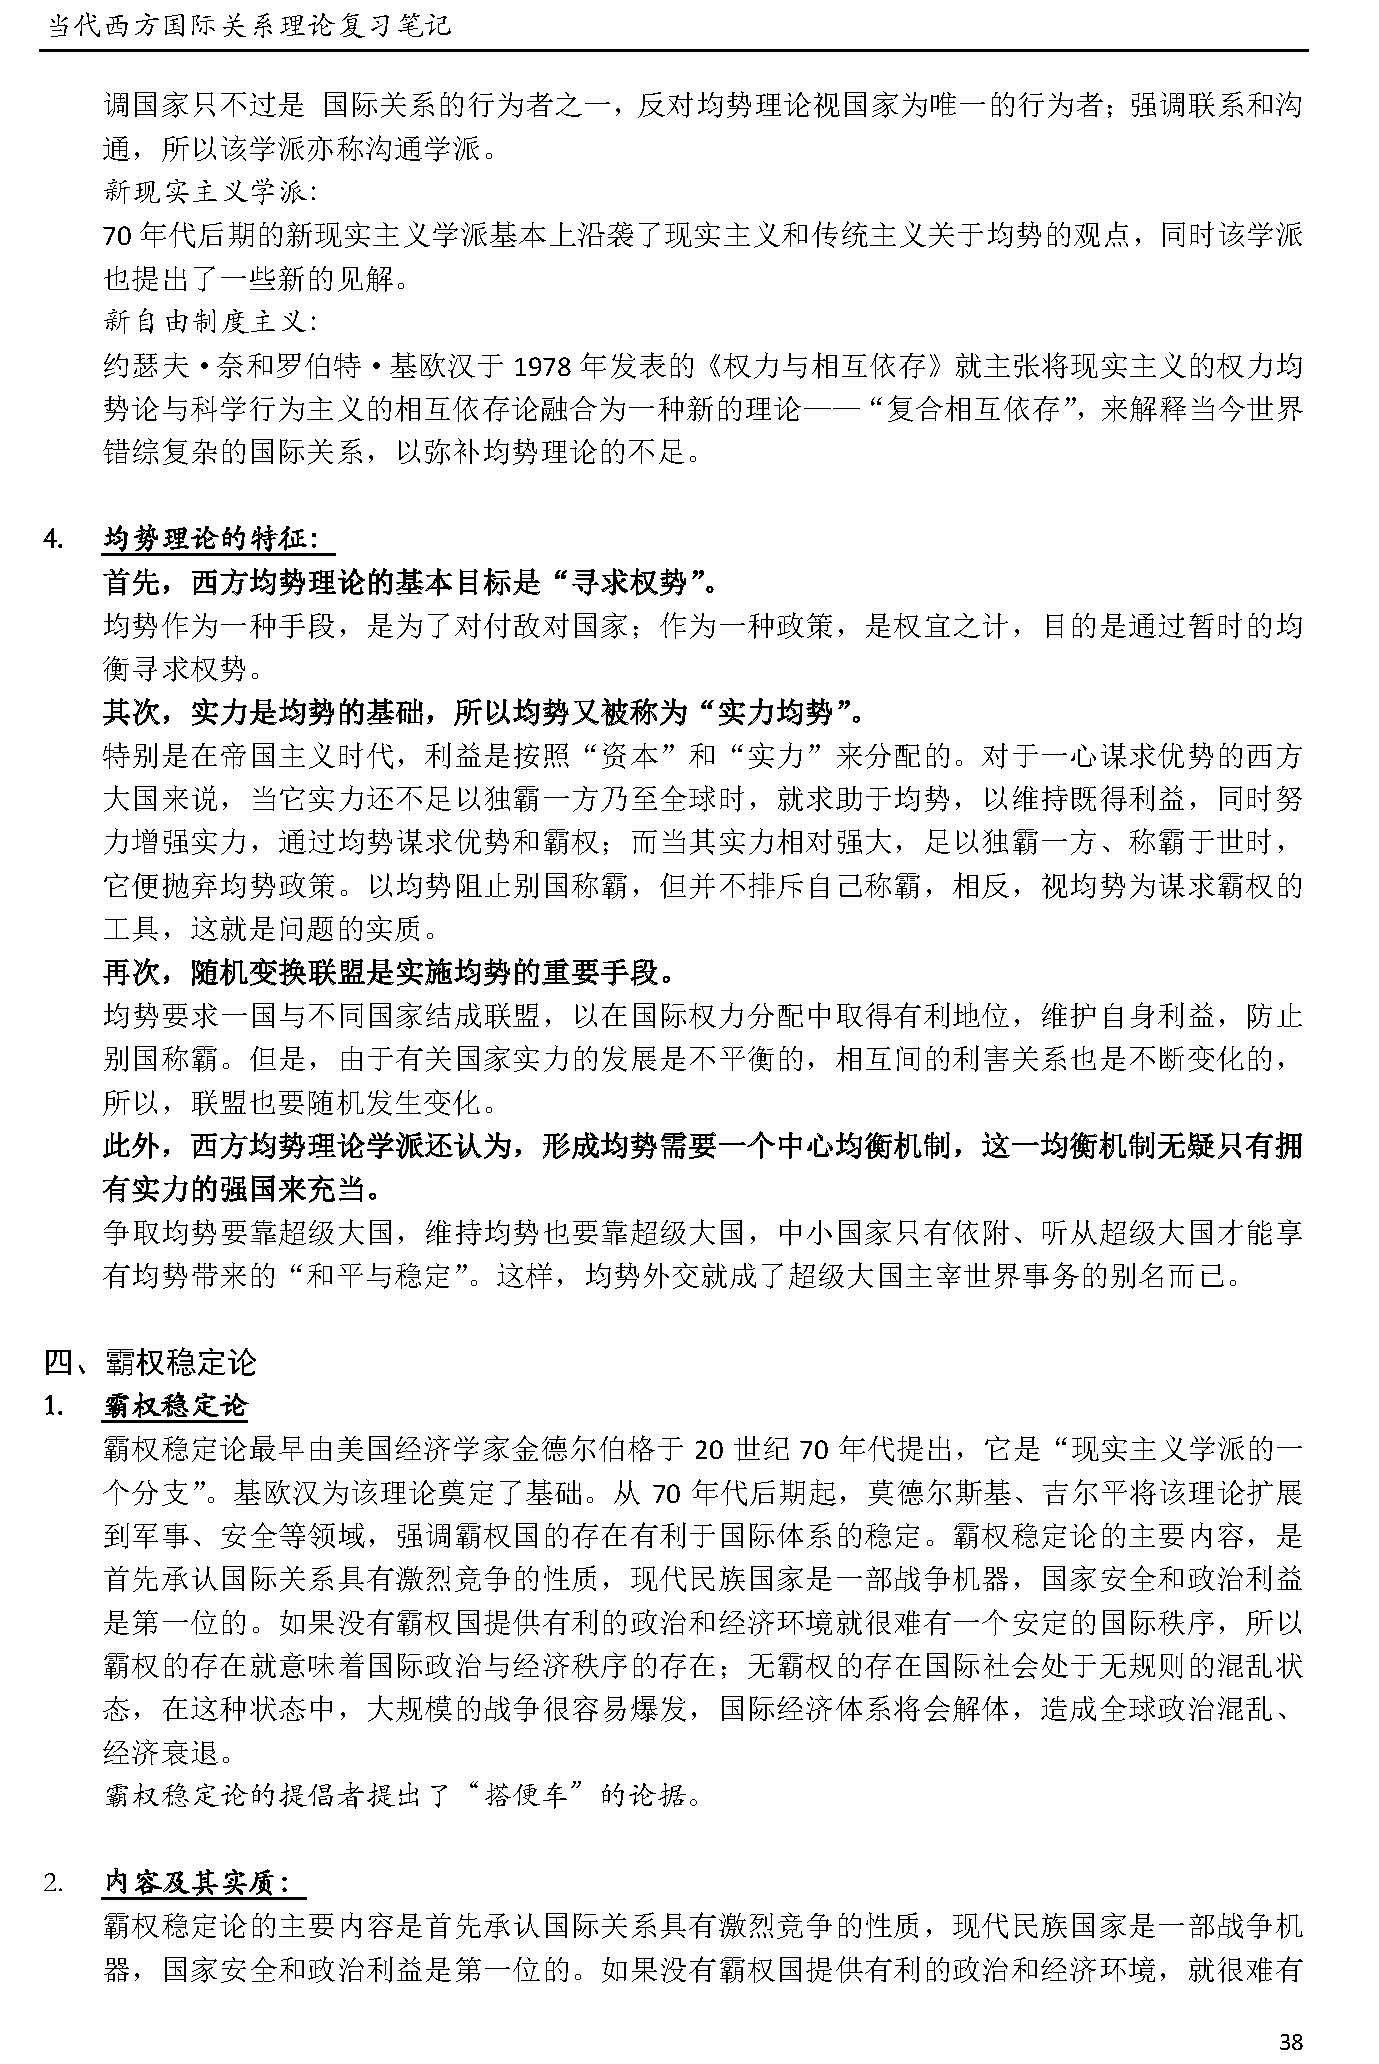 当代西方国际关系理论复习笔记
调国家只不过是 国际关系的行为者之一，反对均势理论视国家为唯一的行为者；强调联系和沟
通，所以该学派亦称沟通学派。
新现实主义学派：
70 年代后期的新现实主义学派基本上沿袭了现实主义和传统主义关于均势的观点，同时该学派
也提出了一些新的见解。
新自由制度主义：
约瑟夫·奈和罗伯特·基欧汉于 1978 年发表的《权力与相互依存》就主张将现实主义的权力均
势论与科学行为主义的相互依存论融合为一种新的理论——“复合相互依存”，来解释当今世界
错综复杂的国际关系，以弥补均势理论的不足。
4. 均势理论的特征：
首先，西方均势理论的基本目标是“寻求权势”。
均势作为一种手段，是为了对付敌对国家；作为一种政策，是权宜之计，目的是通过暂时的均
衡寻求权势。
其次，实力是均势的基础，所以均势又被称为“实力均势”。
特别是在帝国主义时代，利益是按照“资本”和“实力”来分配的。对于一心谋求优势的西方
大国来说，当它实力还不足以独霸一方乃至全球时，就求助于均势，以维持既得利益，同时努
力增强实力，通过均势谋求优势和霸权；而当其实力相对强大，足以独霸一方、称霸于世时，
它便抛弃均势政策。以均势阻止别国称霸，但并不排斥自己称霸，相反，视均势为谋求霸权的
工具，这就是问题的实质。
再次，随机变换联盟是实施均势的重要手段。
均势要求一国与不同国家结成联盟，以在国际权力分配中取得有利地位，维护自身利益，防止
别国称霸。但是，由于有关国家实力的发展是不平衡的，相互间的利害关系也是不断变化的，
所以，联盟也要随机发生变化。
此外，西方均势理论学派还认为，形成均势需要一个中心均衡机制，这一均衡机制无疑只有拥
有实力的强国来充当。
争取均势要靠超级大国，维持均势也要靠超级大国，中小国家只有依附、听从超级大国才能享
有均势带来的“和平与稳定”。这样，均势外交就成了超级大国主宰世界事务的别名而已。
四、霸权稳定论
1. 霸权稳定论
霸权稳定论最早由美国经济学家金德尔伯格于 20 世纪 70 年代提出，它是“现实主义学派的一
个分支”。基欧汉为该理论奠定了基础。从 70 年代后期起，莫德尔斯基、吉尔平将该理论扩展
到军事、安全等领域，强调霸权国的存在有利于国际体系的稳定。霸权稳定论的主要内容，是
首先承认国际关系具有激烈竞争的性质，现代民族国家是一部战争机器，国家安全和政治利益
是第一位的。如果没有霸权国提供有利的政治和经济环境就很难有一个安定的国际秩序，所以
霸权的存在就意味着国际政治与经济秩序的存在；无霸权的存在国际社会处于无规则的混乱状
态，在这种状态中，大规模的战争很容易爆发，国际经济体系将会解体，造成全球政治混乱、
经济衰退。
霸权稳定论的提倡者提出了“搭便车”的论据。
2. 内容及其实质：
霸权稳定论的主要内容是首先承认国际关系具有激烈竞争的性质，现代民族国家是一部战争机
器，国家安全和政治利益是第一位的。如果没有霸权国提供有利的政治和经济环境，就很难有
38